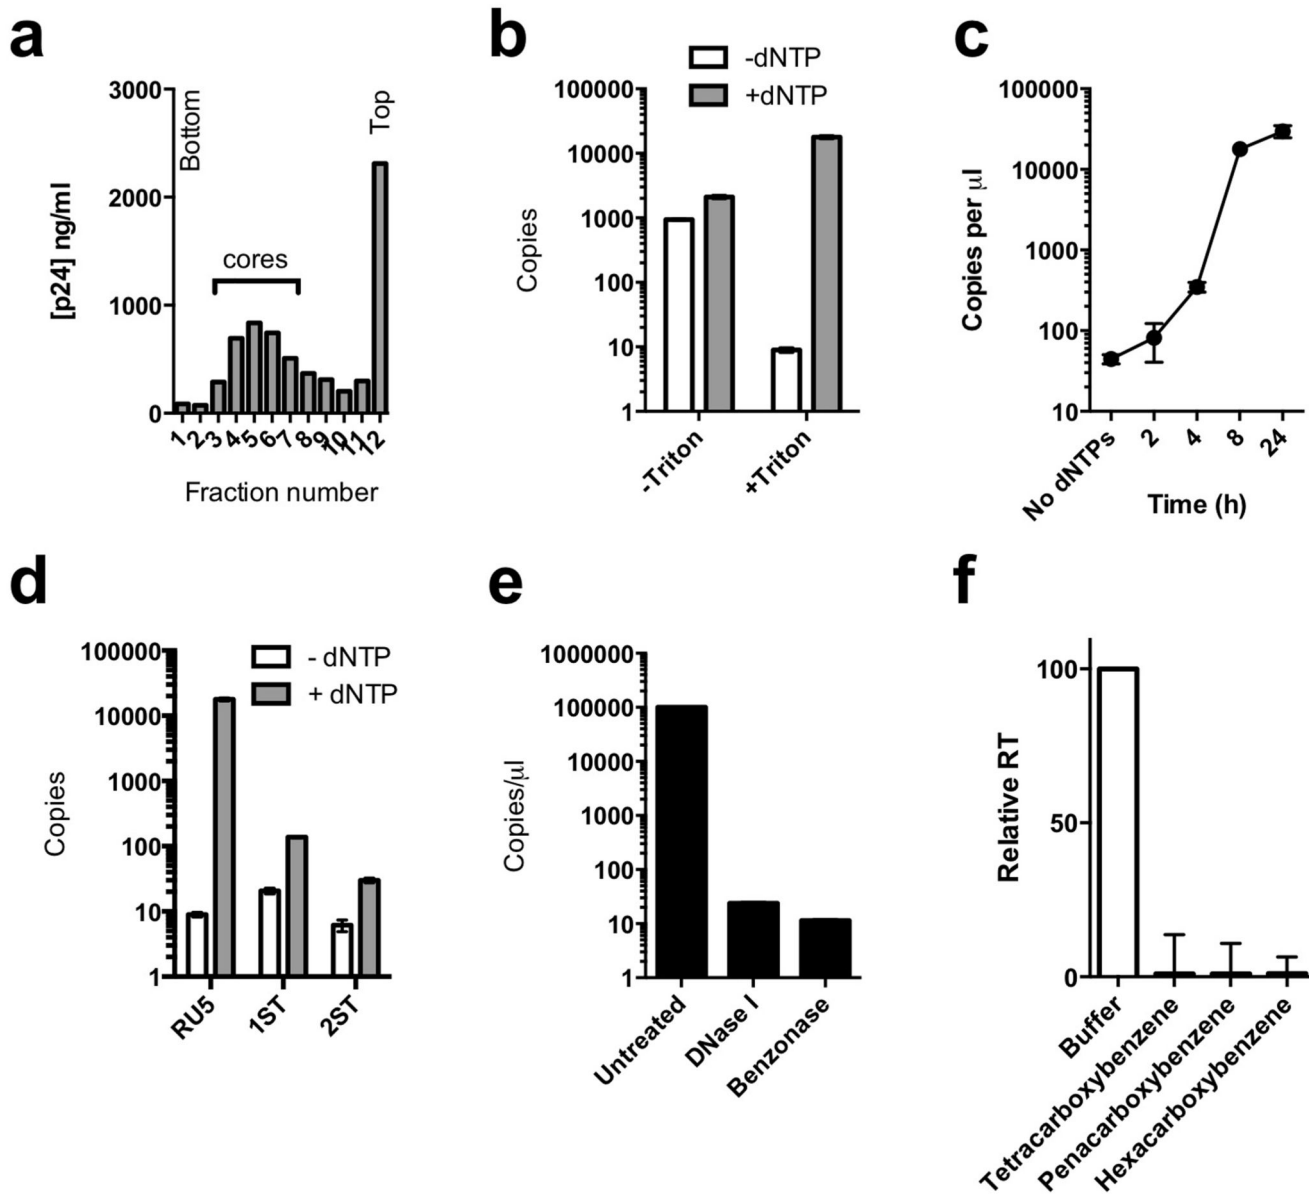 a
3000
2000
1000
0
[p24] ng/ml
Bottom
Top
cores
1 2 3 4 5 6 7 8 9 10 11 12
Fraction number
b
-dNTP
+dNTP
100000
10000
1000
100
10
1
Copies
-Triton
+Triton
c
100000
10000
1000
100
10
Copies per μl
No dNTPs
2
4
8
24
Time (h)
d
- dNTP
+ dNTP
100000
10000
1000
100
10
1
Copies
RU5
1ST
2ST
e
1000000
100000
10000
1000
100
10
1
Copies/μl
Untreated
DNase I
Benzonase
f
100
50
0
Relative RT
Buffer
Tetracarboxybenzene
Penacarboxybenzene
Hexacarboxybenzene